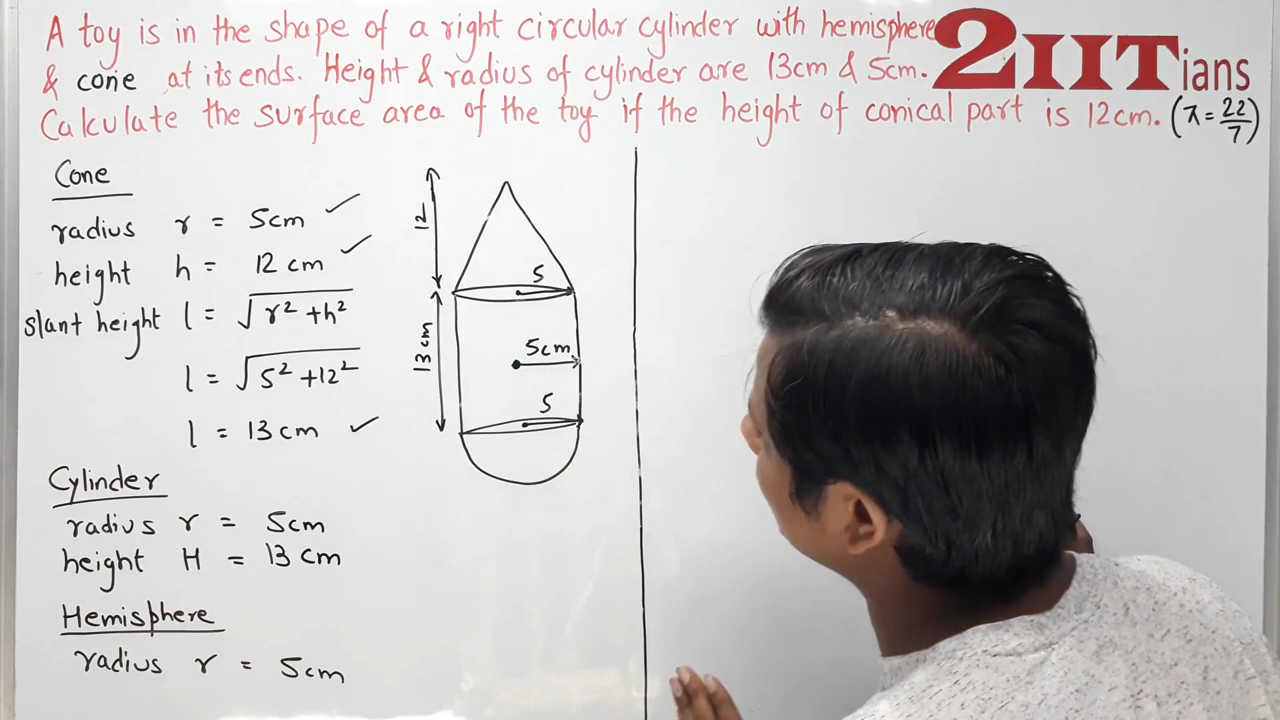 A toy is in the shape of a right circular cylinder with hemisphere
& cone at its ends. Height & radius of cylinder are 13cm & 5cm.
Calculate the surface area of the toy if the height of conical part is 12cm. (π = 22/7)
2IITians
Cone
radius r = 5cm ✓
height h = 12 cm ✓
slant height l = √r² + h²
l = √5² + 12²
l = 13 cm ✓
Cylinder
radius r = 5cm
height H = 13 cm
Hemisphere
radius r = 5cm
12
5
13 cm
5cm
5